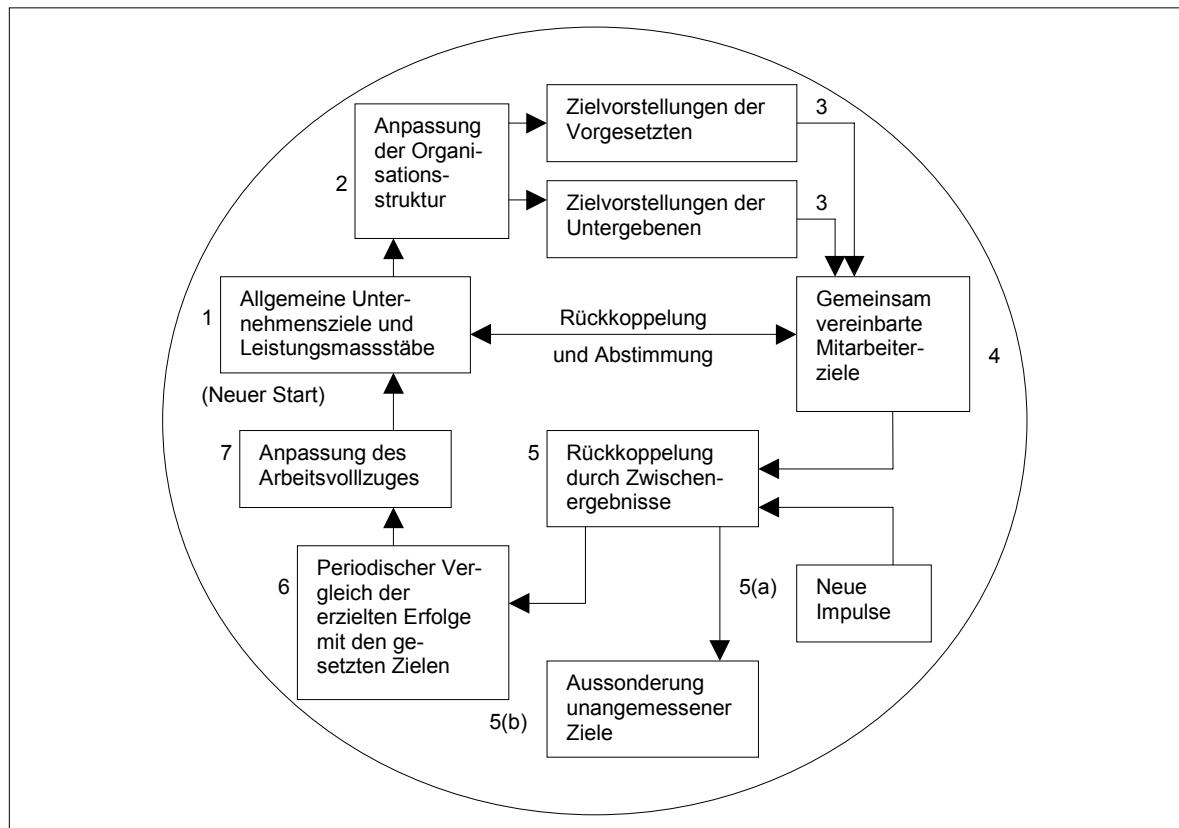 Zielvorstellungen der
Vorgesetzten
3
Anpassung
der Organi-
sations-
struktur
2
Zielvorstellungen der
Untergebenen
3
1
Allgemeine Unter-
nehmensziele und
Leistungsmassstäbe
(Neuer Start)
Rückkoppelung
und Abstimmung
Gemeinsam
vereinbarte
Mitarbeiter-
ziele
4
7
Anpassung des
Arbeitsvolllzuges
5
Rückkoppelung
durch Zwischen-
ergebnisse
6
Periodischer Ver-
gleich der
erzielten Erfolge
mit den ge-
setzten Zielen
5(a)
Neue
Impulse
5(b)
Aussonderung
unangemessener
Ziele